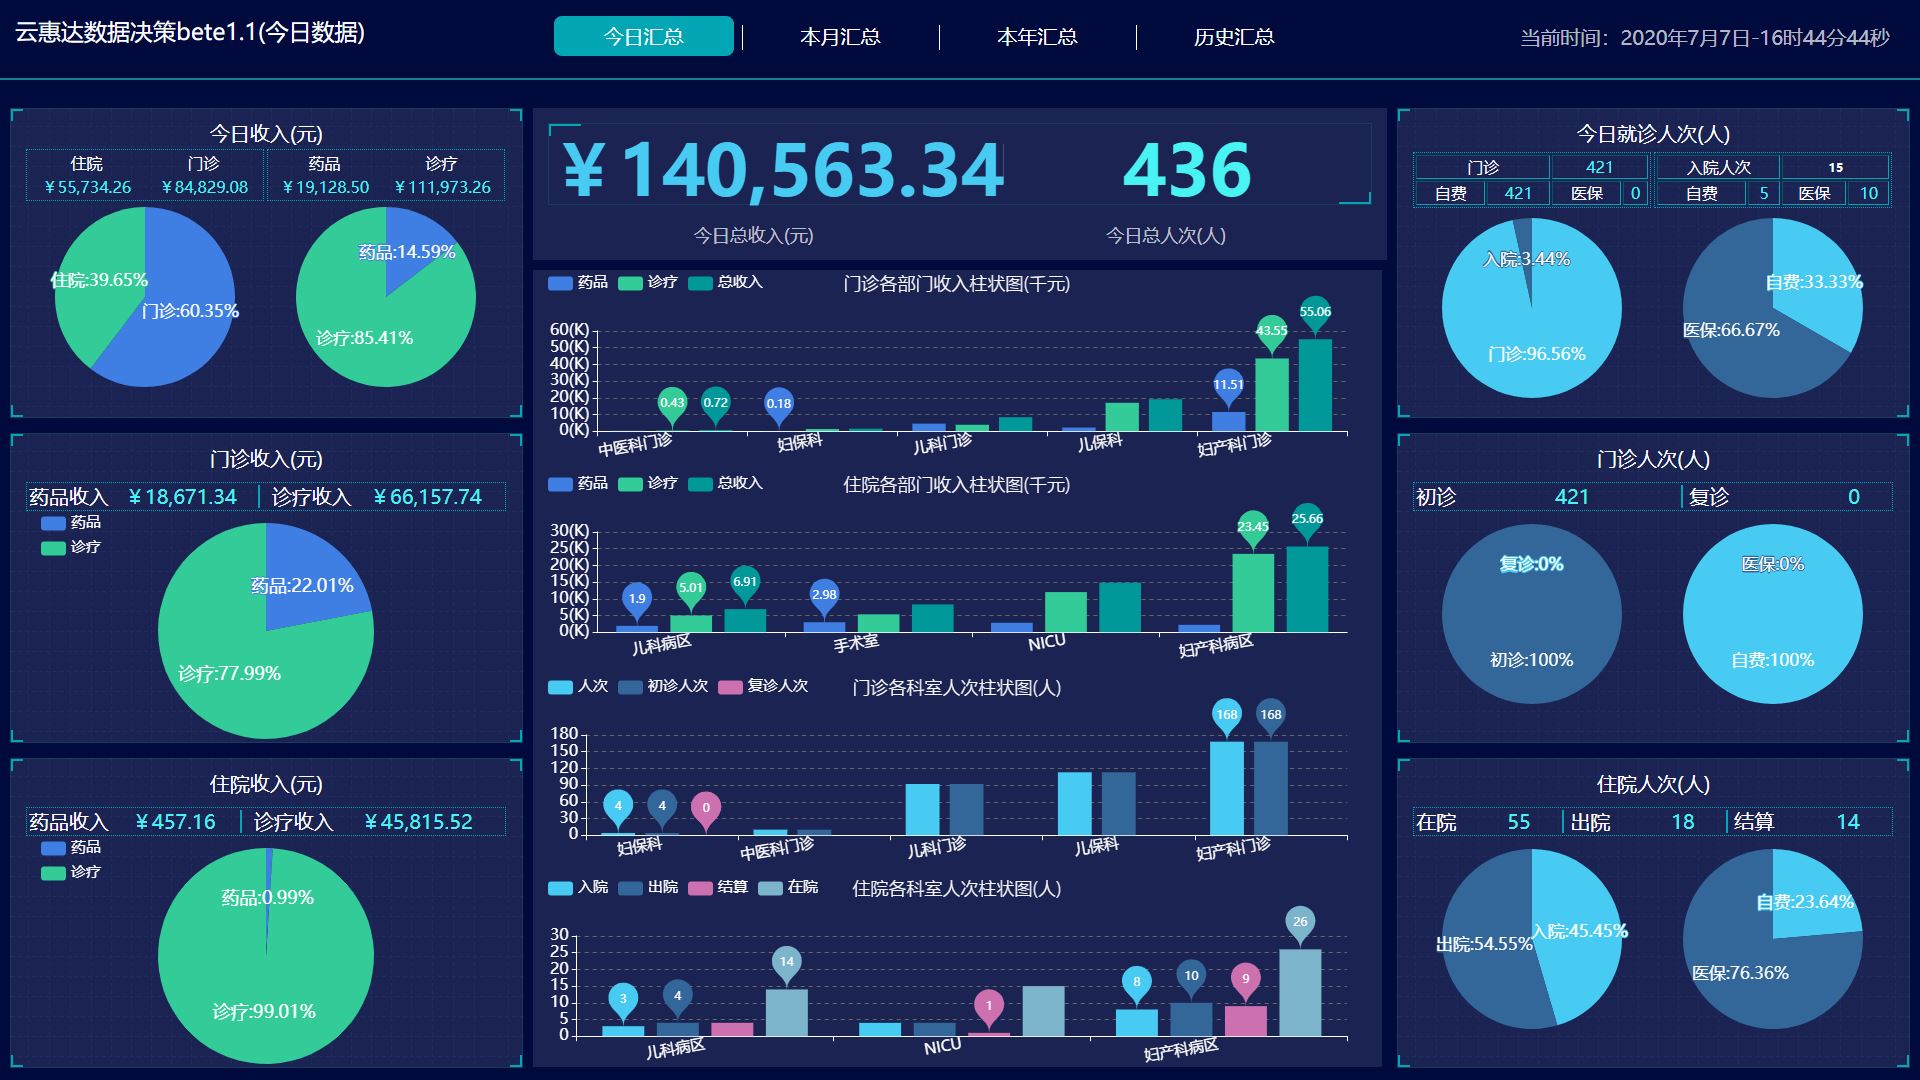 云惠达数据决策bete1.1(今日数据)
今日汇总
本月汇总
本年汇总
历史汇总
当前时间：2020年7月7日-16时44分44秒
今日收入(元)
住院 门诊 药品 诊疗
¥55,734.26 ¥84,829.08 ¥19,128.50 ¥111,973.26
住院:39.65%
门诊:60.35%
药品:14.59%
诊疗:85.41%
门诊收入(元)
药品收入 ¥18,671.34 诊疗收入 ¥66,157.74
药品
诊疗
药品:22.01%
诊疗:77.99%
住院收入(元)
药品收入 ¥457.16 诊疗收入 ¥45,815.52
药品
诊疗
药品:0.99%
诊疗:99.01%
¥140,563.34 436
今日总收入(元) 今日总人次(人)
药品 诊疗 总收入 门诊各部门收入柱状图(千元)
60(K)
50(K)
40(K)
30(K)
20(K)
10(K)
0(K)
0.43 0.72 0.18 11.51 43.55 55.06
中医科门诊 妇保科 儿科门诊 儿保科 妇产科门诊
药品 诊疗 总收入 住院各部门收入柱状图(千元)
30(K)
25(K)
20(K)
15(K)
10(K)
5(K)
0(K)
1.9 5.01 6.91 2.98 23.45 25.66
儿科病区 手术室 NICU 妇产科病区
人次 初诊人次 复诊人次 门诊各科室人次柱状图(人)
180
150
120
90
60
30
0
4 4 0 168 168
妇保科 中医科门诊 儿科门诊 儿保科 妇产科门诊
入院 出院 结算 在院 住院各科室人次柱状图(人)
30
25
20
15
10
5
0
3 4 14 1 8 10 9 26
儿科病区 NICU 妇产科病区
今日就诊人次(人)
门诊 421 入院人次 15
自费 421 医保 0 自费 5 医保 10
入院:3.44%
门诊:96.56%
自费:33.33%
医保:66.67%
门诊人次(人)
初诊 421 复诊 0
复诊:0%
初诊:100%
医保:0%
自费:100%
住院人次(人)
在院 55 出院 18 结算 14
出院:54.55%
入院:45.45%
自费:23.64%
医保:76.36%